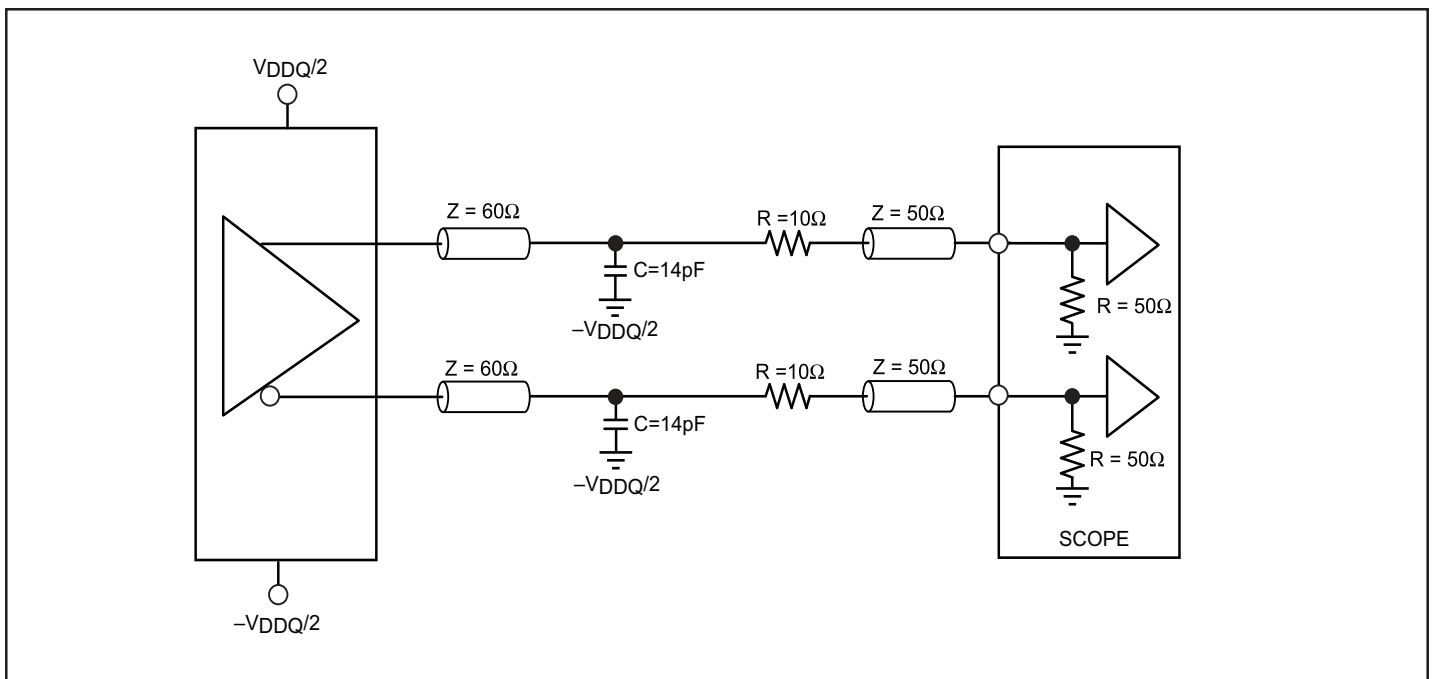 VDDQ/2
Z = 60Ω
R =10Ω
Z = 50Ω
C=14pF
–VDDQ/2
R = 50Ω
Z = 60Ω
R =10Ω
Z = 50Ω
C=14pF
–VDDQ/2
R = 50Ω
SCOPE
–VDDQ/2